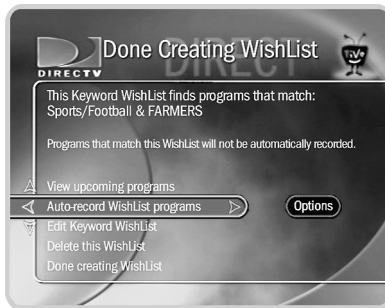 Done Creating WishList
TiVo
DIRECTV
DIRECT
This Keyword WishList finds programs that match:
Sports/Football & FARMERS
Programs that match this WishList will not be automatically recorded.
View upcoming programs
Auto-record WishList programs
Options
Edit Keyword WishList
Delete this WishList
Done creating WishList